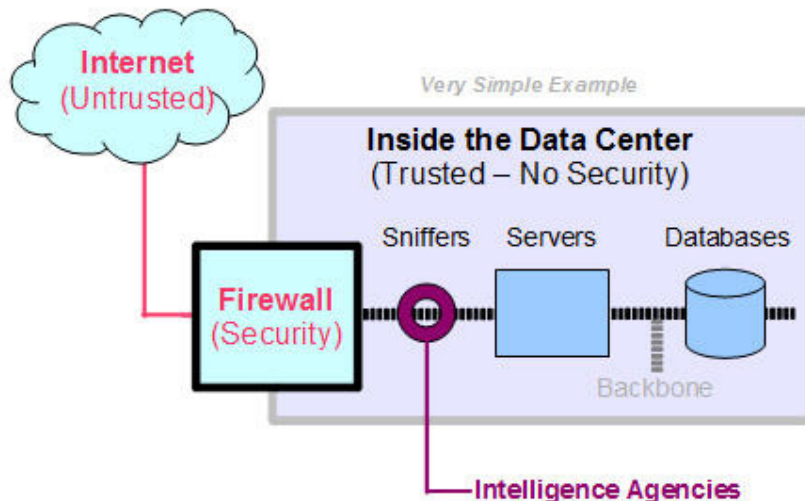 Internet
(Untrusted)
Very Simple Example
Inside the Data Center
(Trusted – No Security)
Sniffers
Servers
Databases
Firewall
(Security)
Backbone
Intelligence Agencies